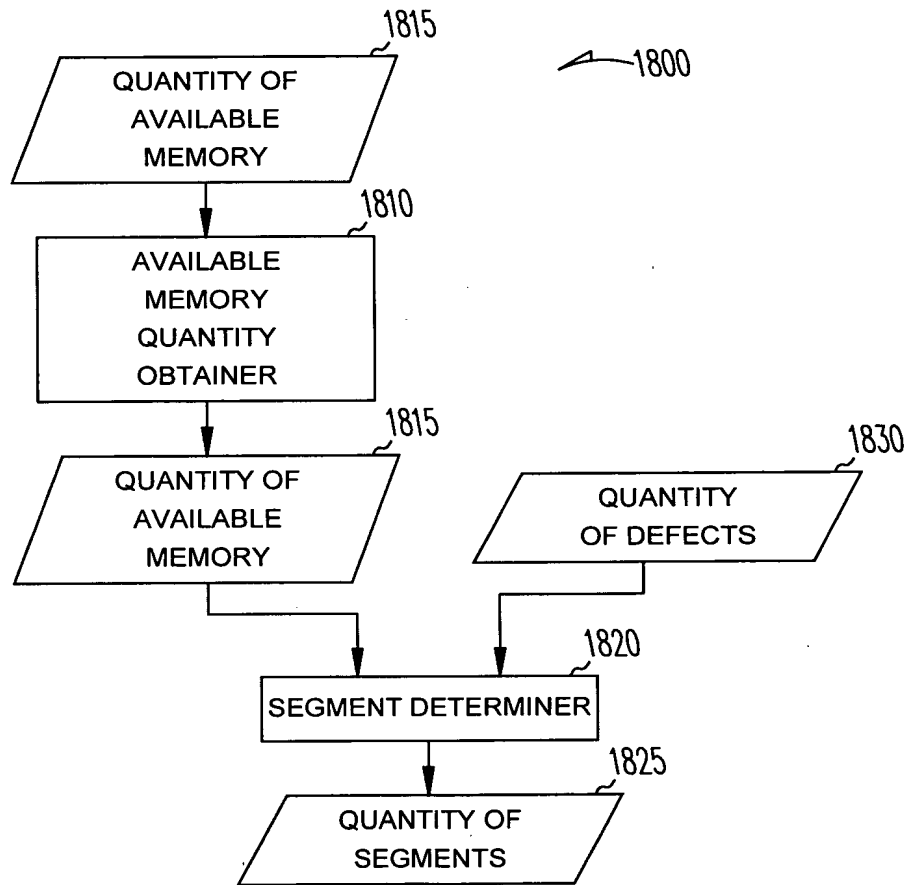 1815
1800
QUANTITY OF
AVAILABLE
MEMORY
1810
AVAILABLE
MEMORY
QUANTITY
OBTAINER
1815
QUANTITY OF
AVAILABLE
MEMORY
1830
QUANTITY
OF DEFECTS
1820
SEGMENT DETERMINER
1825
QUANTITY OF
SEGMENTS